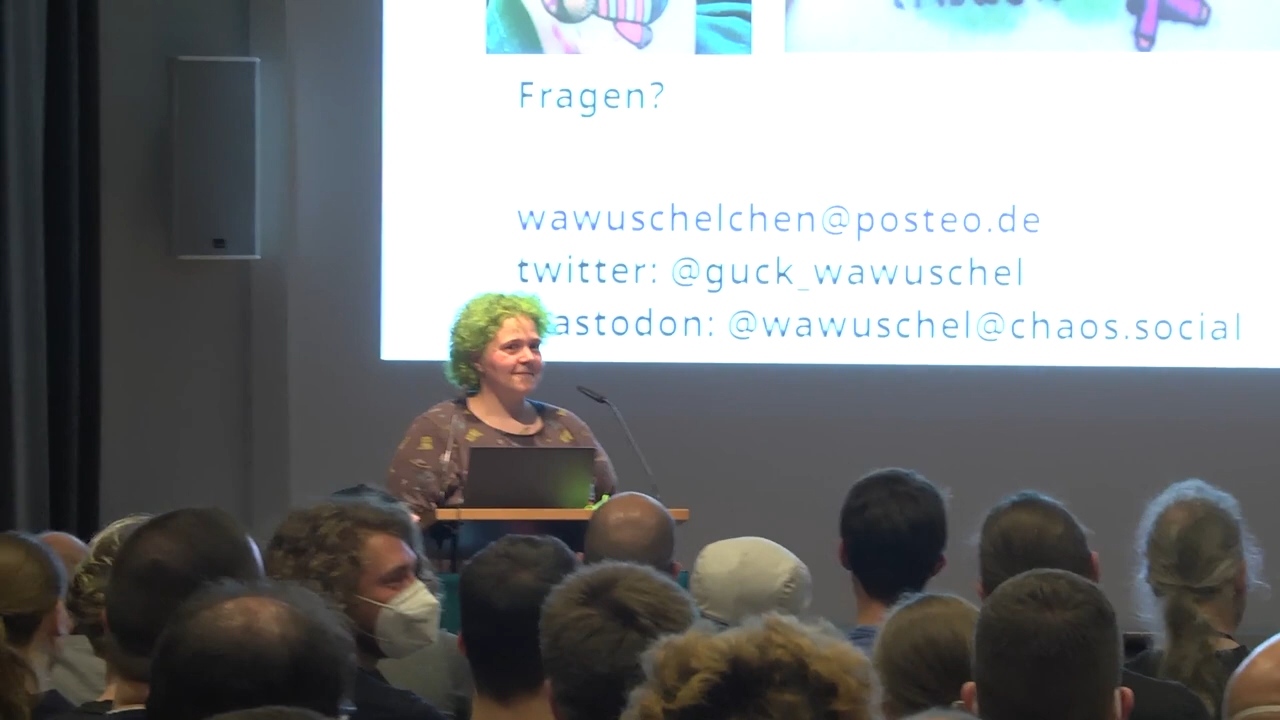 Fragen?
wawuschelchen@posteo.de
twitter: @guck_wawuschel
astodon: @wawuschel@chaos.social